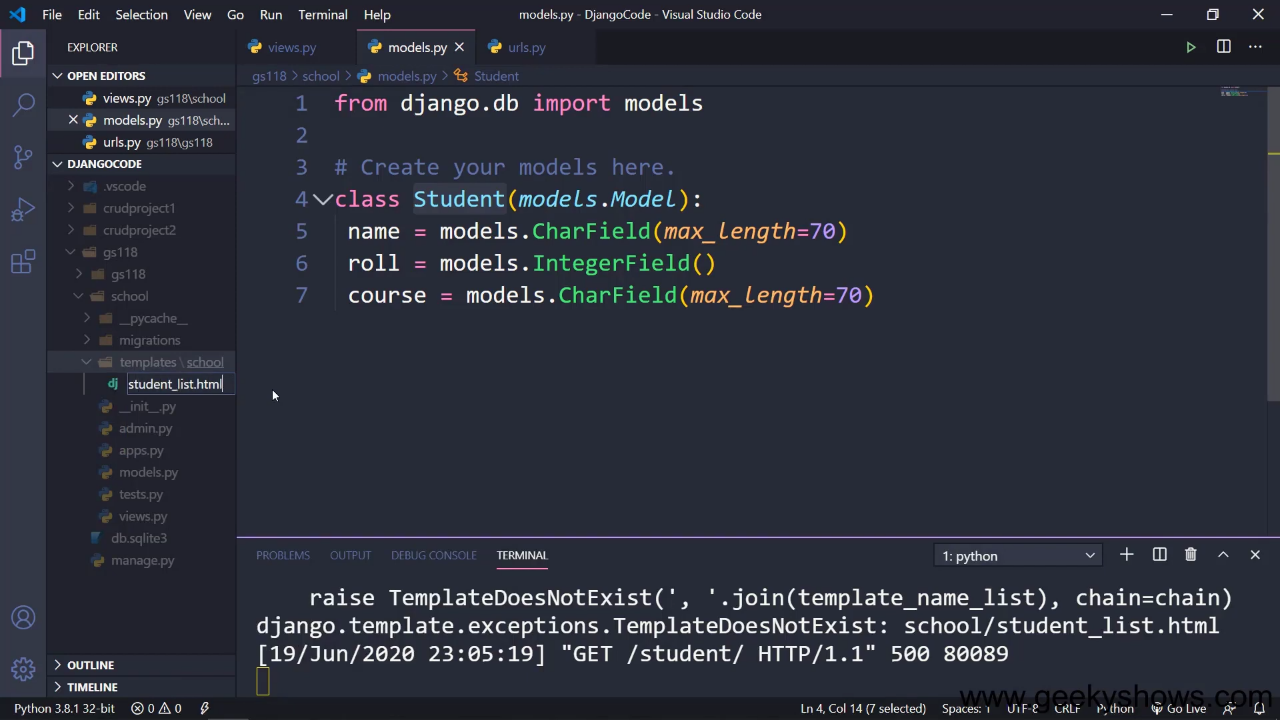 File Edit Selection View Go Run Terminal Help models.py - DjangoCode - Visual Studio Code
EXPLORER
views.py models.py urls.py
gs118 > school > models.py > Student
OPEN EDITORS
views.py gs118\school
models.py gs118\sch...
urls.py gs118\gs118
DJANGOCODE
.vscode
crudproject1
crudproject2
gs118
gs118
school
__pycache__
migrations
templates \ school
student_list.html
__init__.py
admin.py
apps.py
models.py
tests.py
views.py
db.sqlite3
manage.py
OUTLINE
TIMELINE
1 from django.db import models
2
3 # Create your models here.
4 class Student(models.Model):
5 name = models.CharField(max_length=70)
6 roll = models.IntegerField()
7 course = models.CharField(max_length=70)
PROBLEMS OUTPUT DEBUG CONSOLE TERMINAL 1: python
raise TemplateDoesNotExist(', '.join(template_name_list), chain=chain)
django.template.exceptions.TemplateDoesNotExist: school/student_list.html
[19/Jun/2020 23:05:19] "GET /student/ HTTP/1.1" 500 80089
www.geekyshows.com
Python 3.8.1 32-bit 0 0 Ln 4, Col 14 (7 selected) Spaces: 1 UTF-8 CRLF Python Go Live